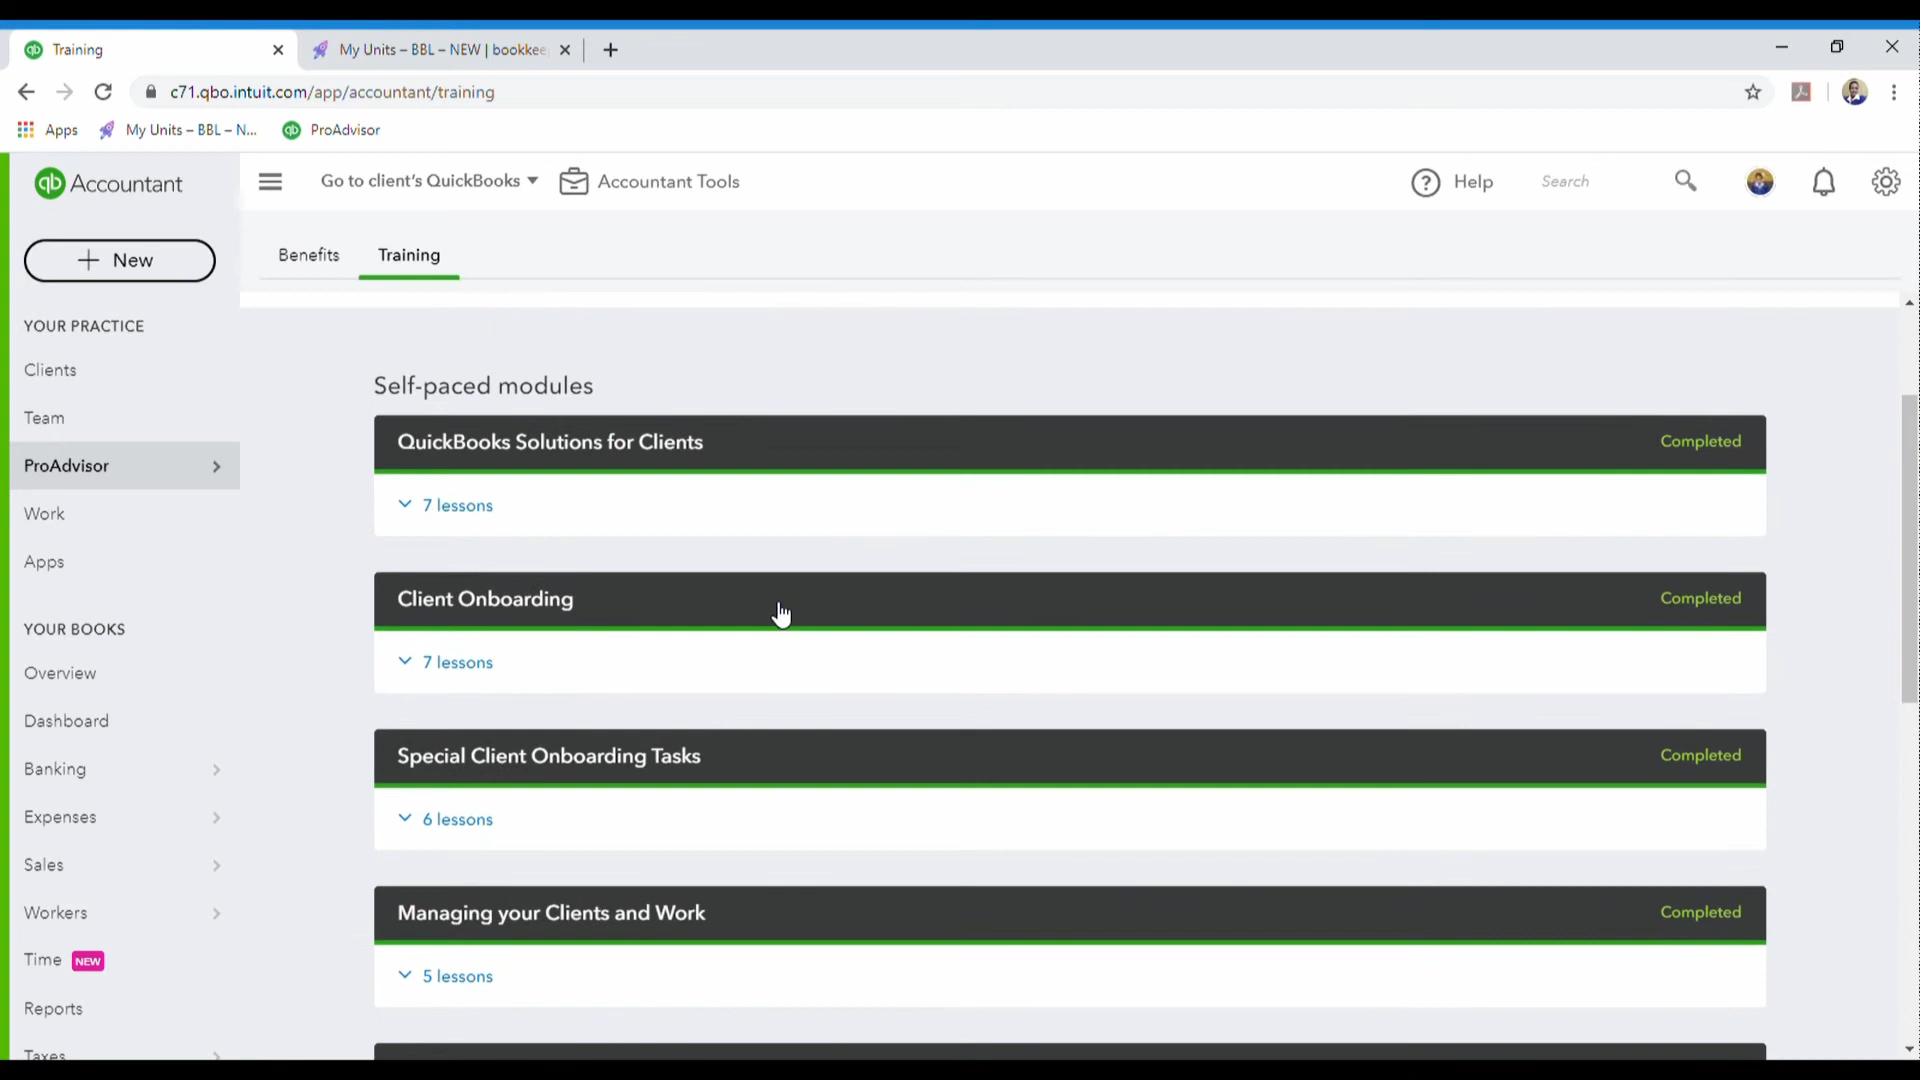 Training
My Units – BBL – NEW | bookkee
c71.qbo.intuit.com/app/accountant/training
Apps
My Units – BBL – N...
ProAdvisor
qb Accountant
Go to client's QuickBooks
Accountant Tools
Help
Search
+ New
Benefits
Training
YOUR PRACTICE
Clients
Team
ProAdvisor
Work
Apps
YOUR BOOKS
Overview
Dashboard
Banking
Expenses
Sales
Workers
Time NEW
Reports
Taxes
Self-paced modules
QuickBooks Solutions for Clients
Completed
7 lessons
Client Onboarding
Completed
7 lessons
Special Client Onboarding Tasks
Completed
6 lessons
Managing your Clients and Work
Completed
5 lessons